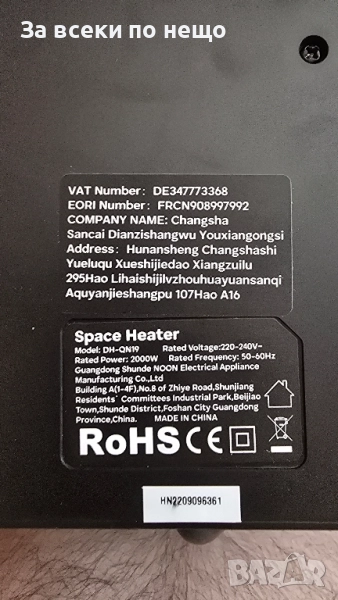 За всеки по нещо
VAT Number: DE347773368
EORI Number: FRCN908997992
COMPANY NAME: Changsha
Sancai Dianzishangwu Youxiangongsi
Address: Hunansheng Changshashi
Yueluqu Xueshijiedao Xiangzuilu
295Hao Lihaishijilvzhouhuayuansanqi
Aquyanjieshangpu 107Hao A16
Space Heater
Model: DH-QN19 Rated Voltage:220-240V~
Rated Power: 2000W Rated Frequency: 50-60Hz
Guangdong Shunde NOON Electrical Appliance
Manufacturing Co.,Ltd
Building A(1-4F),No.8 of Zhiye Road,Shunjiang
Residents' Committees Industrial Park,Beijiao
Town,Shunde District,Foshan City Guangdong
Province,China. MADE IN CHINA
RoHS CE
HN2209096361
BAZAR